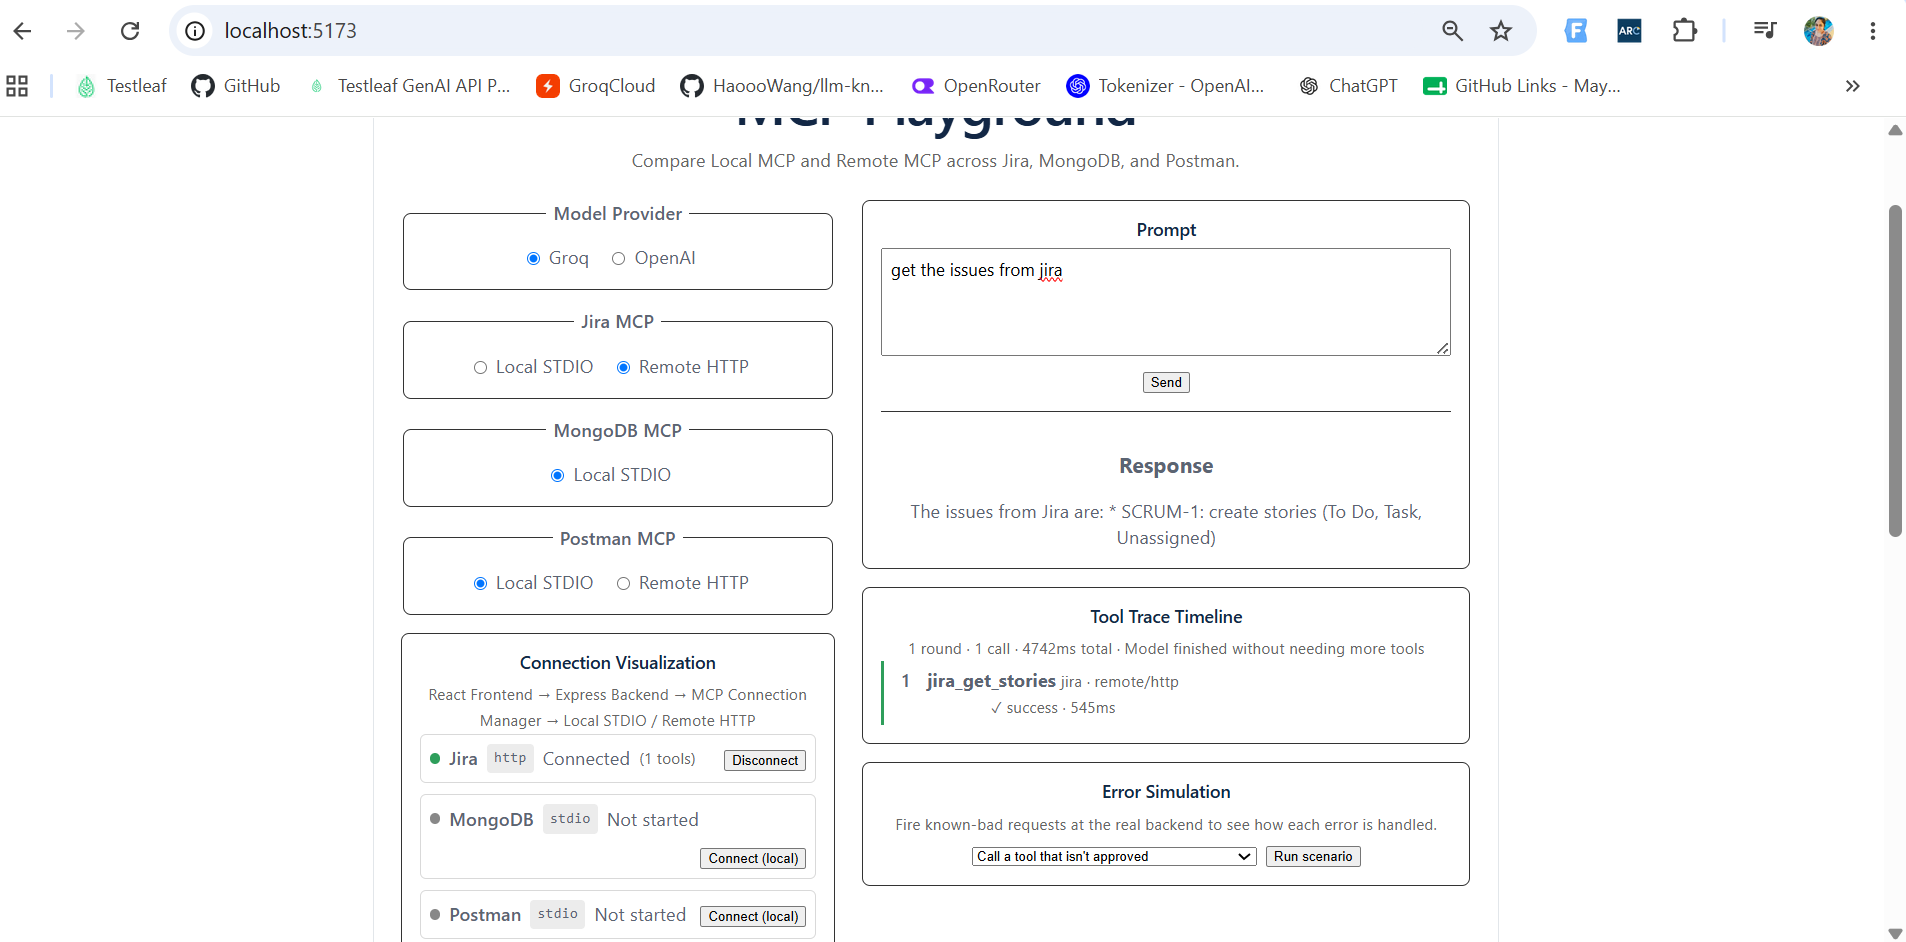 localhost:5173
Testleaf
GitHub
Testleaf GenAI API P...
GroqCloud
HaoooWang/llm-kn...
OpenRouter
Tokenizer - OpenAI...
ChatGPT
GitHub Links - May...
F
ARC
MCP Playground
Compare Local MCP and Remote MCP across Jira, MongoDB, and Postman.
Model Provider
Groq OpenAI
Jira MCP
Local STDIO Remote HTTP
MongoDB MCP
Local STDIO
Postman MCP
Local STDIO Remote HTTP
Connection Visualization
React Frontend → Express Backend → MCP Connection
Manager → Local STDIO / Remote HTTP
Jira http Connected (1 tools) Disconnect
MongoDB stdio Not started
Connect (local)
Postman stdio Not started Connect (local)
Prompt
get the issues from jira
Send
Response
The issues from Jira are: * SCRUM-1: create stories (To Do, Task,
Unassigned)
Tool Trace Timeline
1 round · 1 call · 4742ms total · Model finished without needing more tools
1 jira_get_stories jira · remote/http
✓ success · 545ms
Error Simulation
Fire known-bad requests at the real backend to see how each error is handled.
Call a tool that isn't approved Run scenario